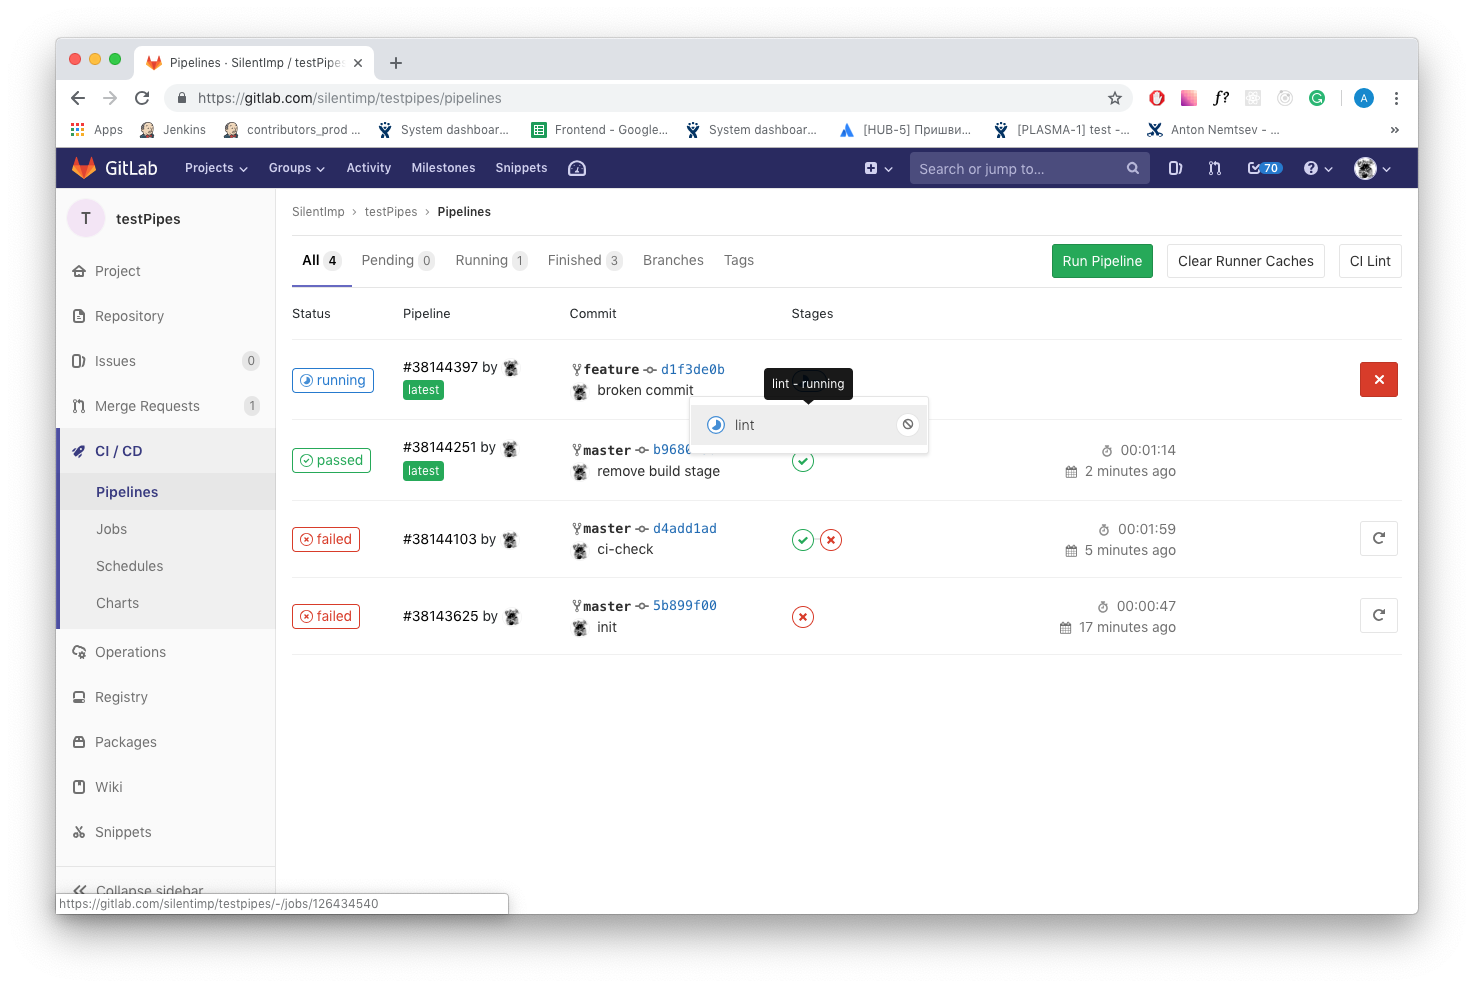 Pipelines · SilentImp / testPipes
https://gitlab.com/silentimp/testpipes/pipelines
f?
A
Apps
Jenkins
contributors_prod ...
System dashboar...
Frontend - Google...
System dashboar...
[HUB-5] Пришви...
[PLASMA-1] test -...
Anton Nemtsev - ...
»
GitLab
Projects
Groups
Activity
Milestones
Snippets
Search or jump to...
70
T
testPipes
Project
Repository
Issues 0
Merge Requests 1
CI / CD
Pipelines
Jobs
Schedules
Charts
Operations
Registry
Packages
Wiki
Snippets
Collapse sidebar
https://gitlab.com/silentimp/testpipes/-/jobs/126434540
SilentImp › testPipes › Pipelines
All 4
Pending 0
Running 1
Finished 3
Branches
Tags
Run Pipeline
Clear Runner Caches
CI Lint
Status Pipeline Commit Stages
running
#38144397 by
latest
feature d1f3de0b
broken commit
lint - running
lint
passed
#38144251 by
latest
master b968
remove build stage
00:01:14
2 minutes ago
failed
#38144103 by
master d4add1ad
ci-check
00:01:59
5 minutes ago
failed
#38143625 by
master 5b899f00
init
00:00:47
17 minutes ago